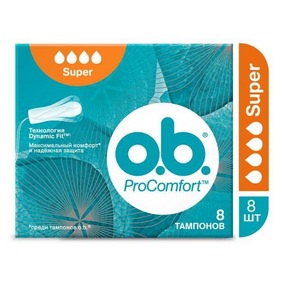 Super
Технология
Dynamic Fit™
Максимальный комфорт*
и надёжная защита
o.b.®
ProComfort™
8
ТАМПОНОВ
*среди тампонов o.b.®
Super
8
ШТ